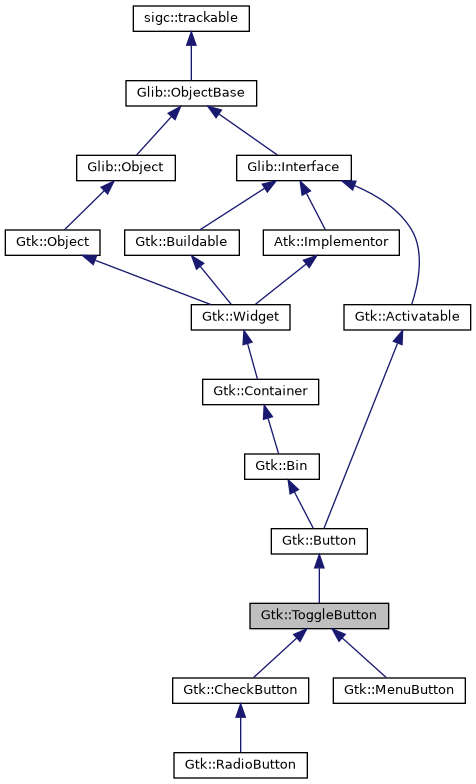 sigc::trackable
Glib::ObjectBase
Glib::Object
Glib::Interface
Gtk::Object
Gtk::Buildable
Atk::Implementor
Gtk::Widget
Gtk::Activatable
Gtk::Container
Gtk::Bin
Gtk::Button
Gtk::ToggleButton
Gtk::CheckButton
Gtk::MenuButton
Gtk::RadioButton